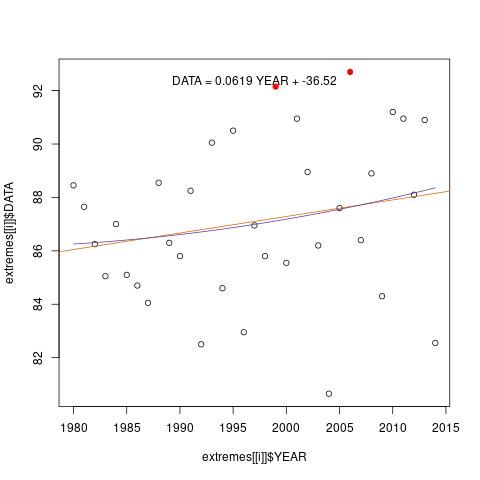 DATA = 0.0619 YEAR + -36.52
92
90
88
86
84
82
extremes[[i]]$DATA
1980 1985 1990 1995 2000 2005 2010 2015
extremes[[i]]$YEAR